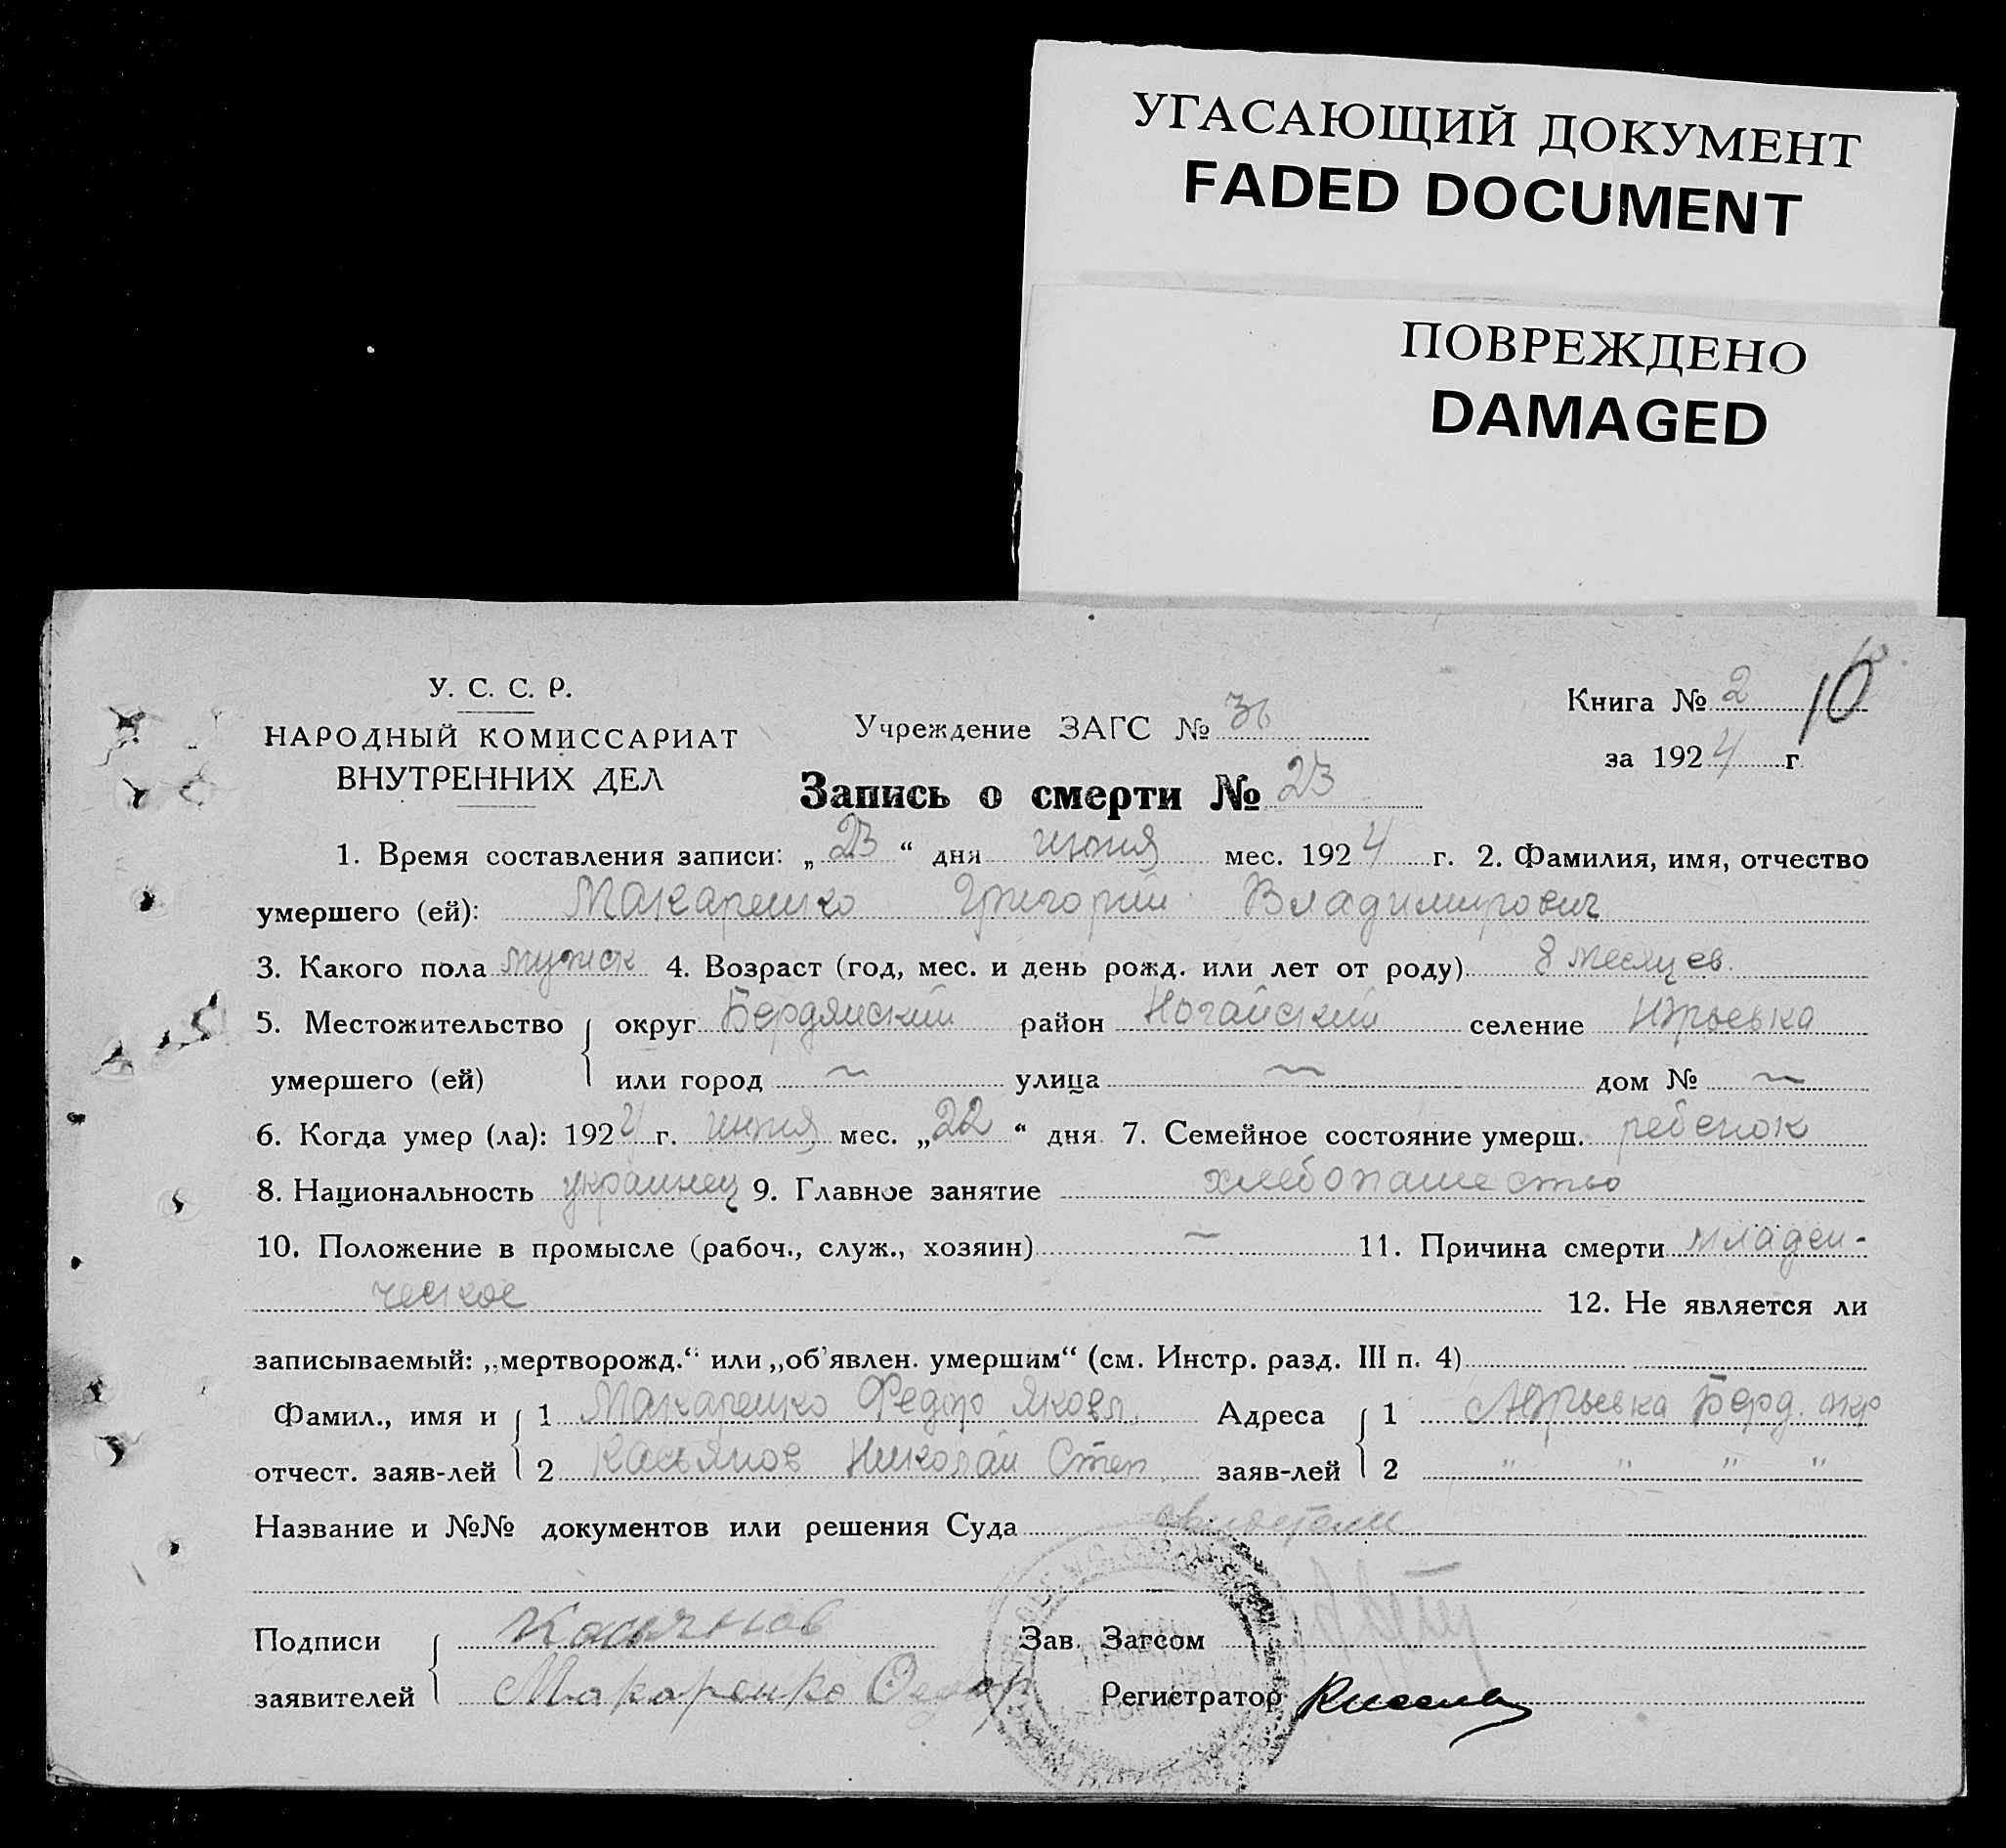 УГАСАЮЩИЙ ДОКУМЕНТ
FADED DOCUMENT
ПОВРЕЖДЕНО
DAMAGED
У. С. С. Р.
НАРОДНЫЙ КОМИССАРИАТ
ВНУТРЕННИХ ДЕЛ
Учреждение ЗАГС № 36
Книга № 2 10
за 1924 г
Запись о смерти № 23
1. Время составления записи: „23“ дня июня мес. 1924 г. 2. Фамилия, имя, отчество
умершего (ей): Макаренко Григорий Владимирович
3. Какого пола мужск 4. Возраст (год, мес. и день рожд. или лет от роду) 8 месяцев.
5. Местожительство округ Бердянский район Ногайский селение Юрьевка
умершего (ей) или город ~ улица ~ дом № ~
6. Когда умер (ла): 1924 г. июня мес. „22“ дня 7. Семейное состояние умерш. ребенок
8. Национальность украинец 9. Главное занятие хлебопашество
10. Положение в промысле (рабоч., служ., хозяин) ~ 11. Причина смерти младен-
ческое 12. Не является ли
записываемый: „мертворожд.“ или „об'явлен. умершим“ (см. Инстр. разд. III п. 4)
Фамил., имя и 1 Макаренко Федор Яковл. Адреса 1 Юрьевка Берд. окр
отчест. заяв-лей 2 Касьянов Николай Степ. заяв-лей 2 " " " "
Название и №№ документов или решения Суда свидетели
Подписи Касьянов Зав. Загсом
заявителей Макаренко Федор Регистратор